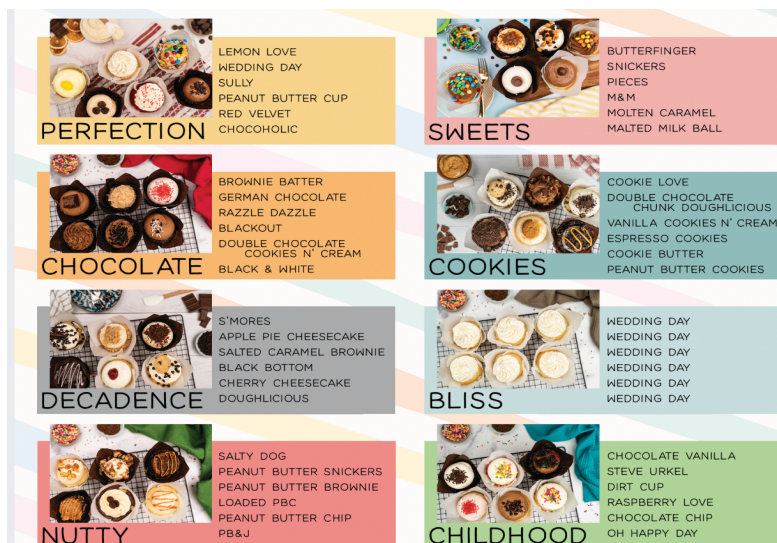 PERFECTION
LEMON LOVE
WEDDING DAY
SULLY
PEANUT BUTTER CUP
RED VELVET
CHOCOHOLIC
SWEETS
BUTTERFINGER
SNICKERS
PIECES
M&M
MOLTEN CARAMEL
MALTED MILK BALL
CHOCOLATE
BROWNIE BATTER
GERMAN CHOCOLATE
RAZZLE DAZZLE
BLACKOUT
DOUBLE CHOCOLATE
COOKIES N' CREAM
BLACK & WHITE
COOKIES
COOKIE LOVE
DOUBLE CHOCOLATE
CHUNK DOUGHLICIOUS
VANILLA COOKIES N' CREAM
ESPRESSO COOKIES
COOKIE BUTTER
PEANUT BUTTER COOKIES
DECADENCE
S'MORES
APPLE PIE CHEESECAKE
SALTED CARAMEL BROWNIE
BLACK BOTTOM
CHERRY CHEESECAKE
DOUGHLICIOUS
BLISS
WEDDING DAY
WEDDING DAY
WEDDING DAY
WEDDING DAY
WEDDING DAY
WEDDING DAY
NUTTY
SALTY DOG
PEANUT BUTTER SNICKERS
PEANUT BUTTER BROWNIE
LOADED PBC
PEANUT BUTTER CHIP
PB&J
CHILDHOOD
CHOCOLATE VANILLA
STEVE URKEL
DIRT CUP
RASPBERRY LOVE
CHOCOLATE CHIP
OH HAPPY DAY